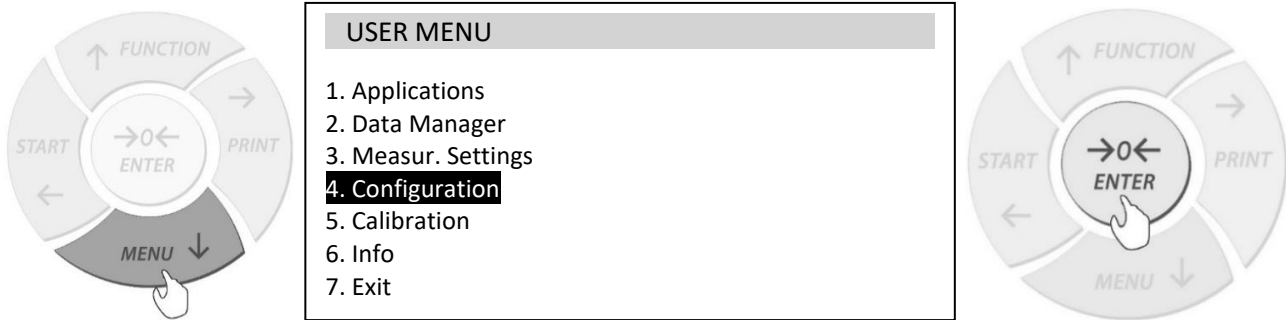 ↑ FUNCTION
→
START
→0←
ENTER
PRINT
←
MENU ↓
USER MENU
1. Applications
2. Data Manager
3. Measur. Settings
4. Configuration
5. Calibration
6. Info
7. Exit
↑ FUNCTION
→
START
→0←
ENTER
PRINT
←
MENU ↓